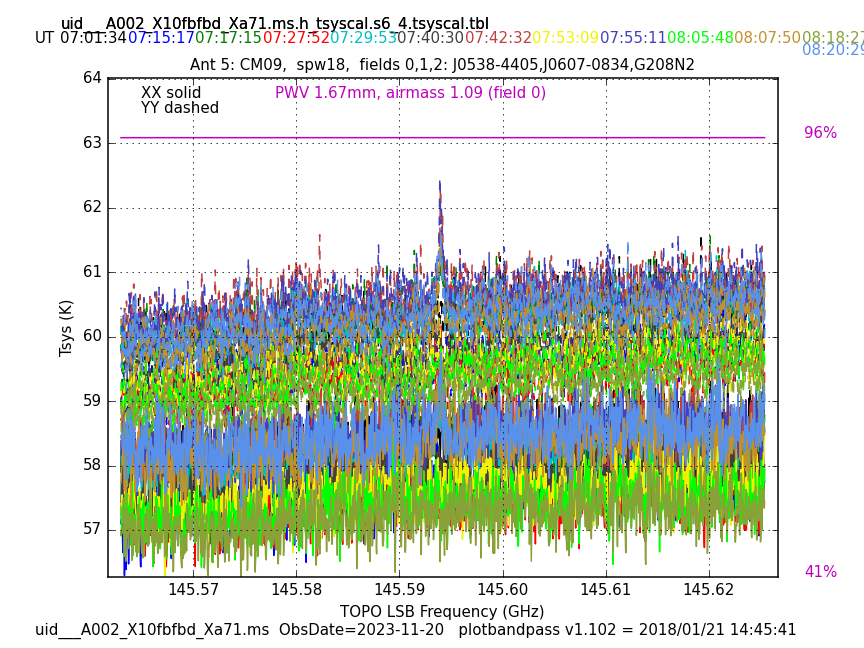 uid___A002_X10fbfbd_Xa71.ms.h_tsyscal.s6_4.tsyscal.tbl
UT 07:01:34 07:15:17 07:17:15 07:27:52 07:29:53 07:40:30 07:42:32 07:53:09 07:55:11 08:05:48 08:07:50 08:18:27
08:20:29
Ant 5: CM09,  spw18,  fields 0,1,2: J0538-4405,J0607-0834,G208N2
64
XX solid PWV 1.67mm, airmass 1.09 (field 0)
YY dashed
96%
63
62
61
60
59
58
57
Tsys (K)
41%
145.57 145.58 145.59 145.60 145.61 145.62
TOPO LSB Frequency (GHz)
uid___A002_X10fbfbd_Xa71.ms  ObsDate=2023-11-20   plotbandpass v1.102 = 2018/01/21 14:45:41